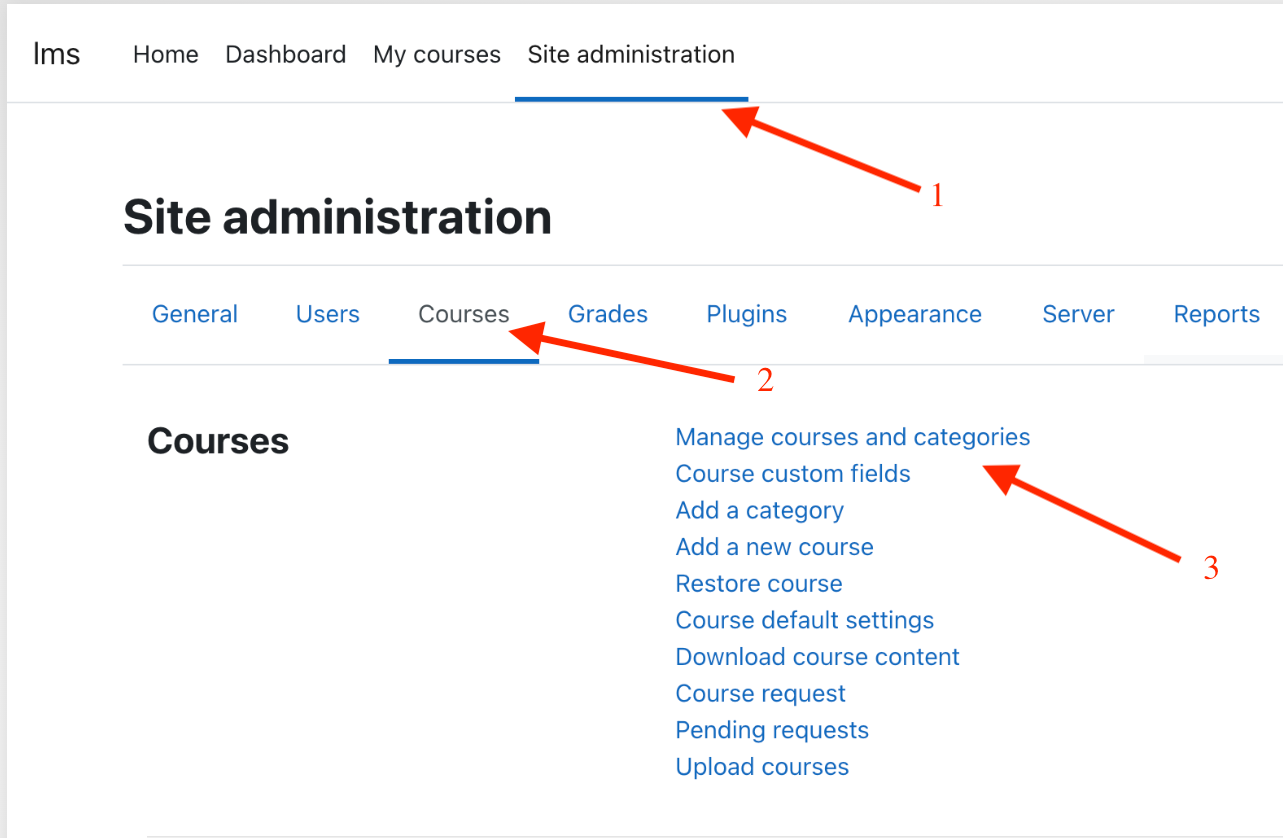 lms Home Dashboard My courses Site administration
1
Site administration
General Users Courses Grades Plugins Appearance Server Reports
2
Courses
Manage courses and categories
Course custom fields
Add a category
Add a new course
3
Restore course
Course default settings
Download course content
Course request
Pending requests
Upload courses